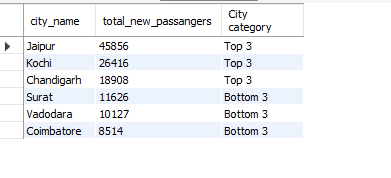 city_name total_new_passangers City category
Jaipur 45856 Top 3
Kochi 26416 Top 3
Chandigarh 18908 Top 3
Surat 11626 Bottom 3
Vadodara 10127 Bottom 3
Coimbatore 8514 Bottom 3